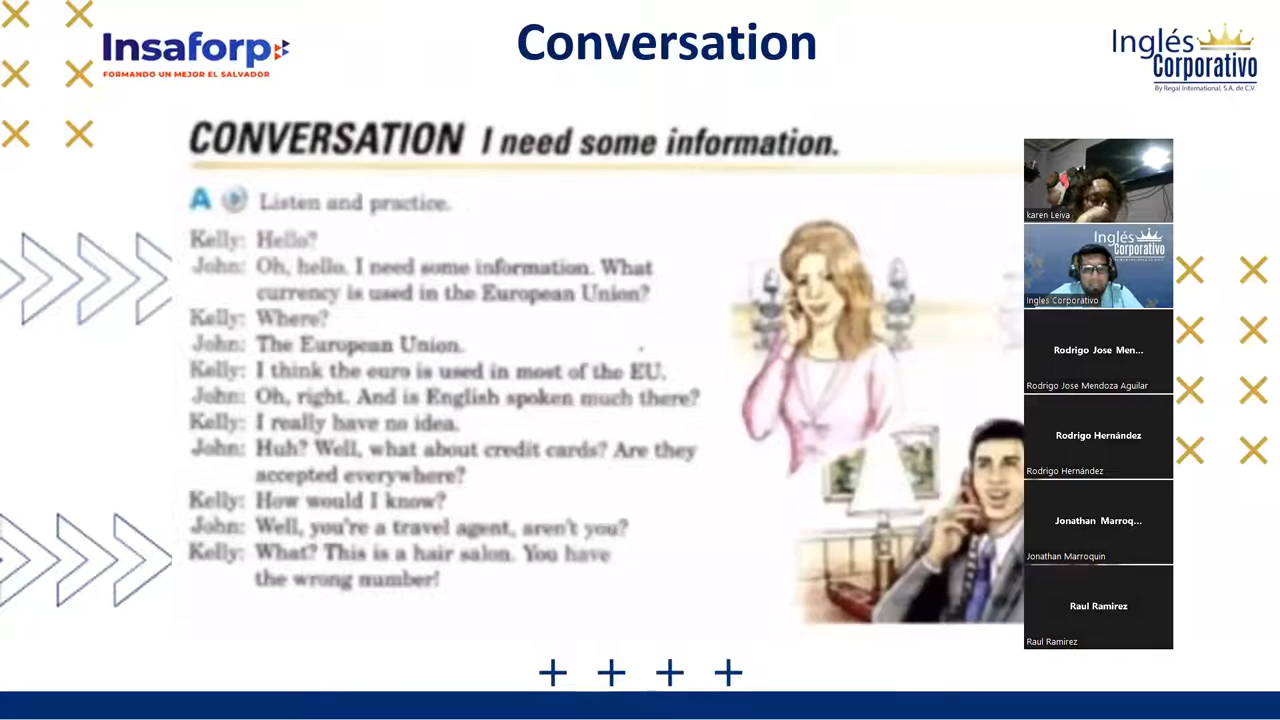 Insaforp
FORMANDO UN MEJOR EL SALVADOR
Conversation
Inglés
Corporativo
By Regal International, S.A. de C.V.
CONVERSATION I need some information.
A Listen and practice.
Kelly: Hello?
John: Oh, hello. I need some information. What
currency is used in the European Union?
Kelly: Where?
John: The European Union.
Kelly: I think the euro is used in most of the EU.
John: Oh, right. And is English spoken much there?
Kelly: I really have no idea.
John: Huh? Well, what about credit cards? Are they
accepted everywhere?
Kelly: How would I know?
John: Well, you're a travel agent, aren't you?
Kelly: What? This is a hair salon. You have
the wrong number!
karen Leiva
Inglés
Corporativo
Ingles Corporativo
Rodrigo Jose Men...
Rodrigo Jose Mendoza Aguilar
Rodrigo Hernández
Rodrigo Hernández
Jonathan Marroq...
Jonathan Marroquin
Raul Ramirez
Raul Ramirez